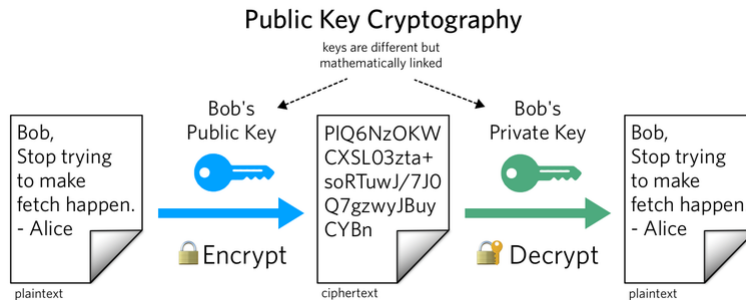 Public Key Cryptography
keys are different but
mathematically linked
Bob,
Stop trying
to make
fetch happen.
- Alice
plaintext
Bob's
Public Key
Encrypt
PIQ6NzOKW
CXSL03zta+
soRTuwJ/7J0
Q7gzwyJBuy
CYBn
ciphertext
Bob's
Private Key
Decrypt
Bob,
Stop trying
to make
fetch happen.
- Alice
plaintext